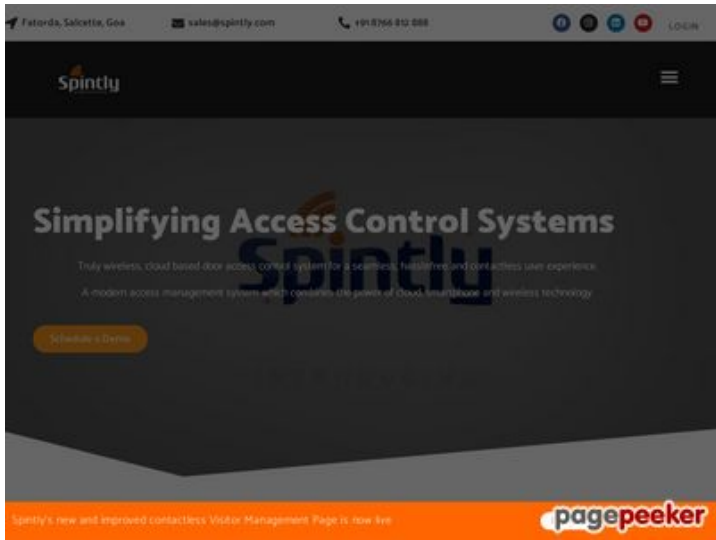 Fatorda, Salcette, Goa
sales@spintly.com
+91 8766 812 888
LOGIN
Spintly
Simplifying Access Control Systems
Spintly
Truly wireless, cloud based door access control system for a seamless, hasslefree and contactless user experience.
A modern access management system which combines the power of cloud, smartphone and wireless technology
Schedule a Demo
Spintly's new and improved contactless Visitor Management Page is now live
pagepeeker